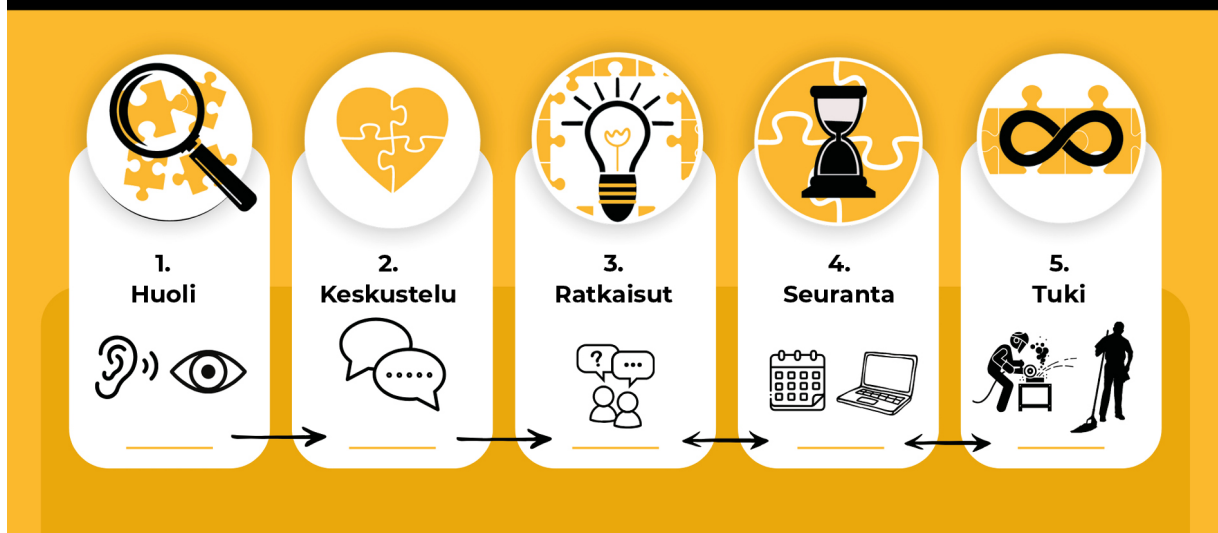 1.
Huoli
2.
Keskustelu
3.
Ratkaisut
?
4.
Seuranta
5.
Tuki